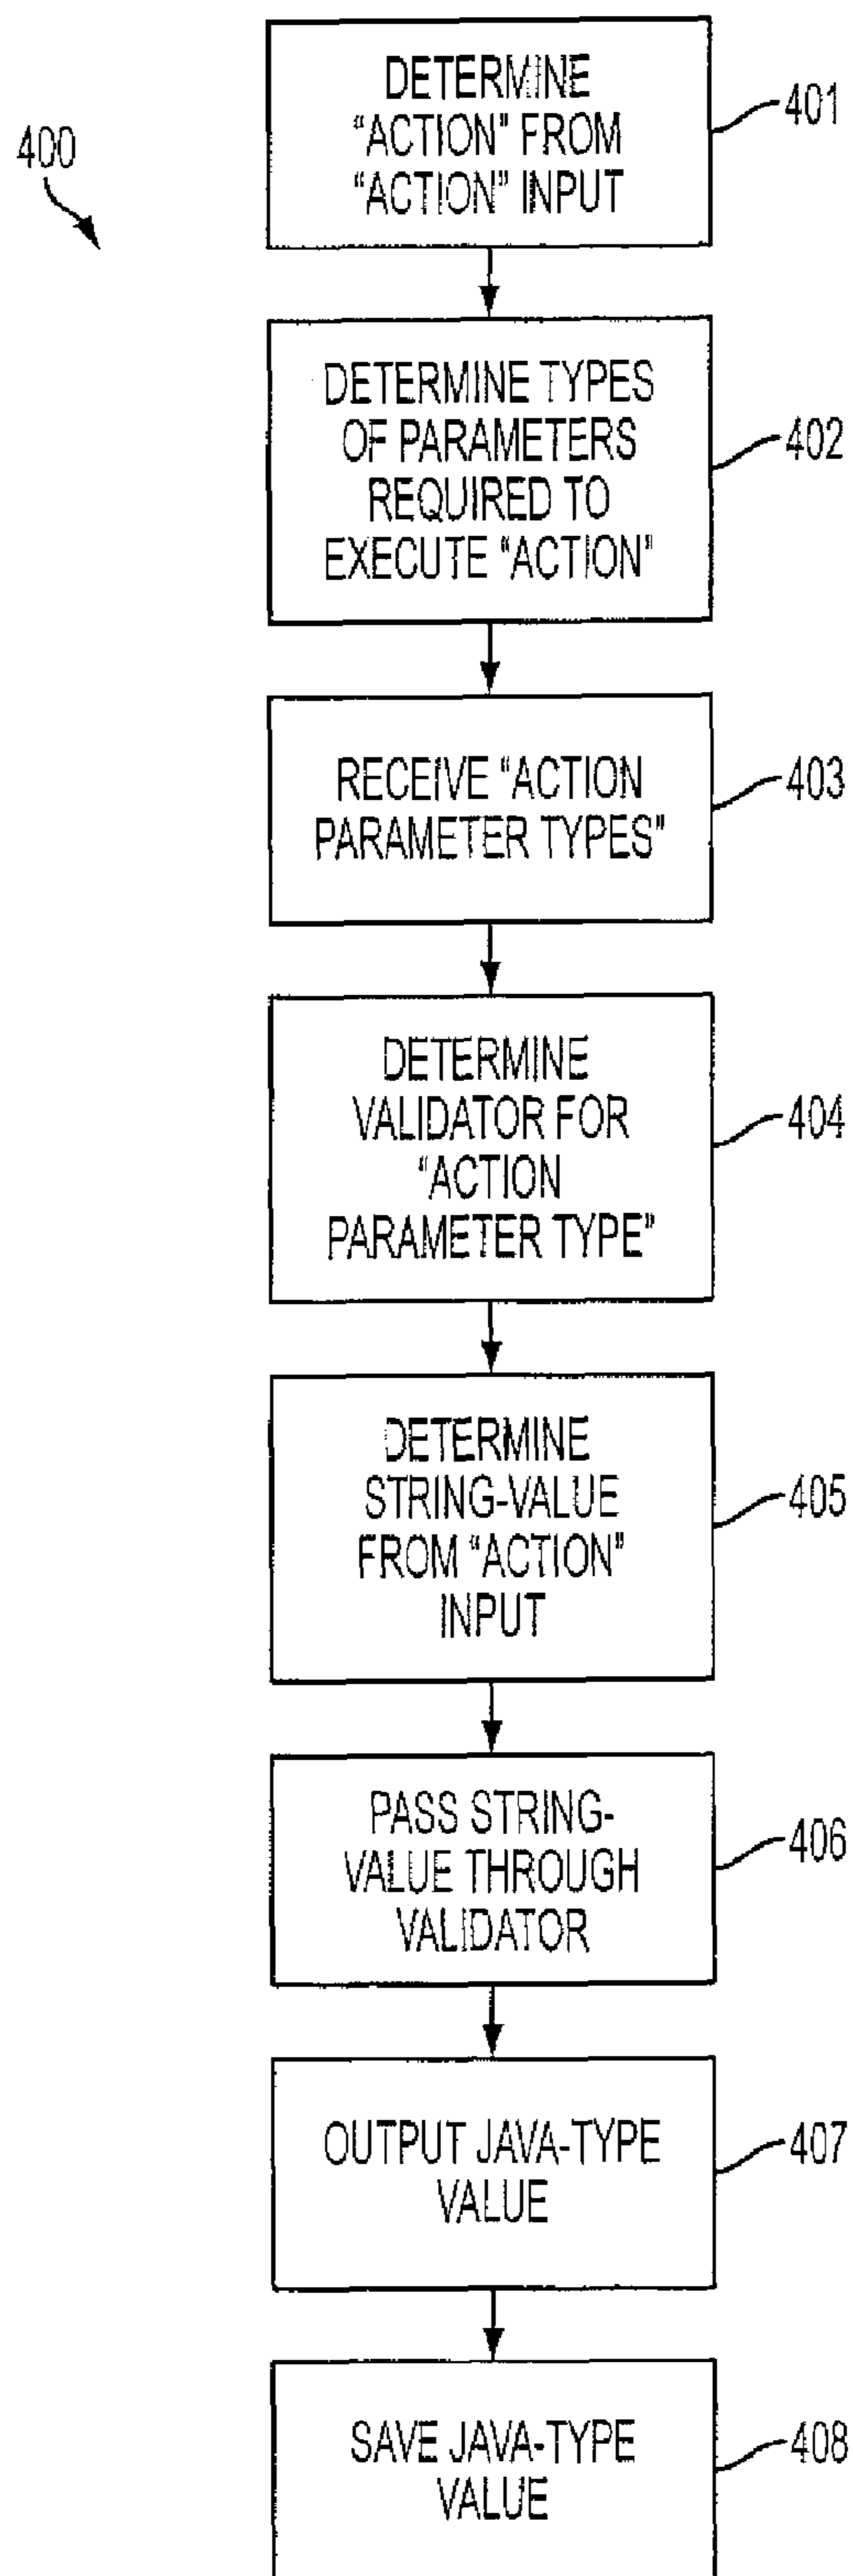 400
DETERMINE
“ACTION” FROM
“ACTION” INPUT
401
DETERMINE TYPES
OF PARAMETERS
REQUIRED TO
EXECUTE “ACTION”
402
RECEIVE “ACTION
PARAMETER TYPES”
403
DETERMINE
VALIDATOR FOR
“ACTION
PARAMETER TYPE”
404
DETERMINE
STRING-VALUE
FROM “ACTION”
INPUT
405
PASS STRING-
VALUE THROUGH
VALIDATOR
406
OUTPUT JAVA-TYPE
VALUE
407
SAVE JAVA-TYPE
VALUE
408